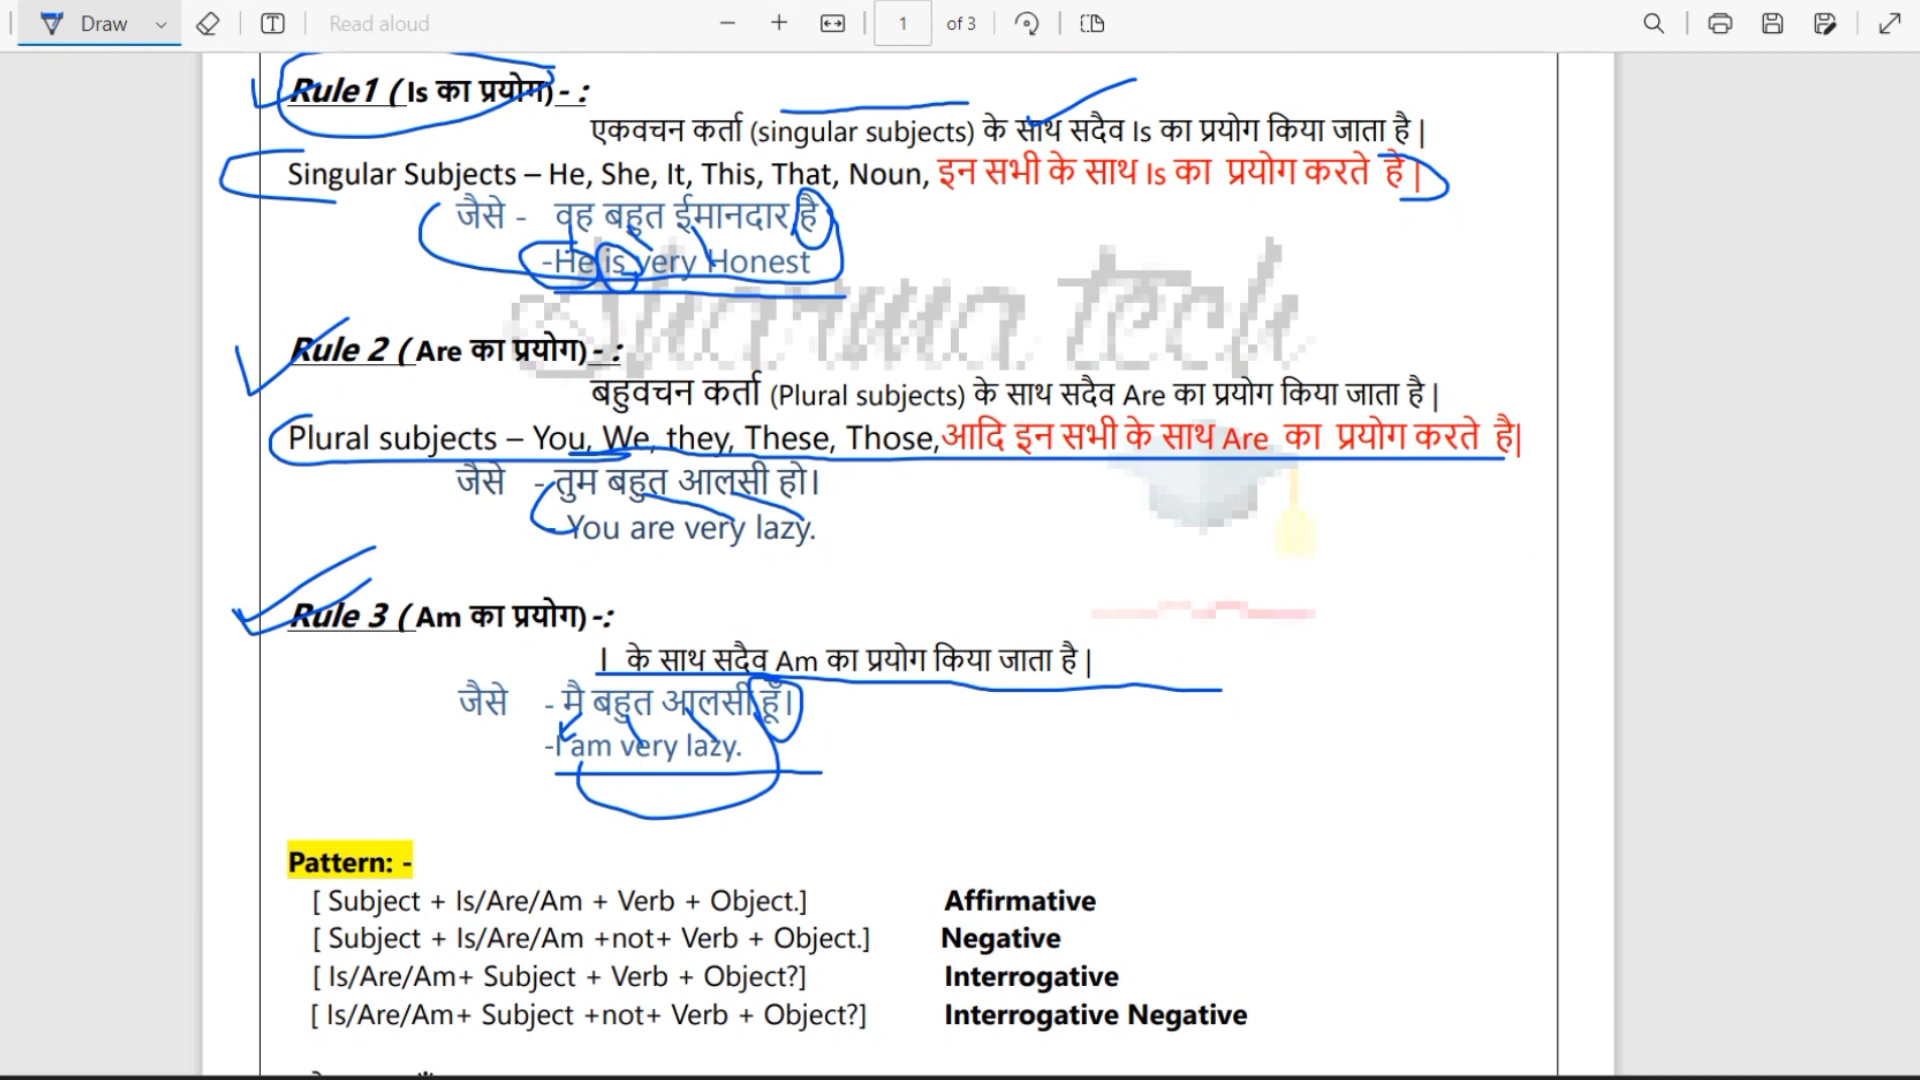 Draw
Read aloud
1 of 3
Rule1 ( Is का प्रयोग) - :
एकवचन कर्ता (singular subjects) के साथ सदैव Is का प्रयोग किया जाता है |
Singular Subjects – He, She, It, This, That, Noun, इन सभी के साथ Is का प्रयोग करते है |
जैसे - वह बहुत ईमानदार है
-He is very Honest
Sharma tech
Rule 2 ( Are का प्रयोग) - :
बहुवचन कर्ता (Plural subjects) के साथ सदैव Are का प्रयोग किया जाता है |
Plural subjects – You, We, they, These, Those,आदि इन सभी के साथ Are का प्रयोग करते है|
जैसे - तुम बहुत आलसी हो।
- You are very lazy.
Rule 3 ( Am का प्रयोग) -:
I के साथ सदैव Am का प्रयोग किया जाता है |
जैसे - मै बहुत आलसी हूँ।
-I am very lazy.
Pattern: -
[ Subject + Is/Are/Am + Verb + Object.] Affirmative
[ Subject + Is/Are/Am +not+ Verb + Object.] Negative
[ Is/Are/Am+ Subject + Verb + Object?] Interrogative
[ Is/Are/Am+ Subject +not+ Verb + Object?] Interrogative Negative